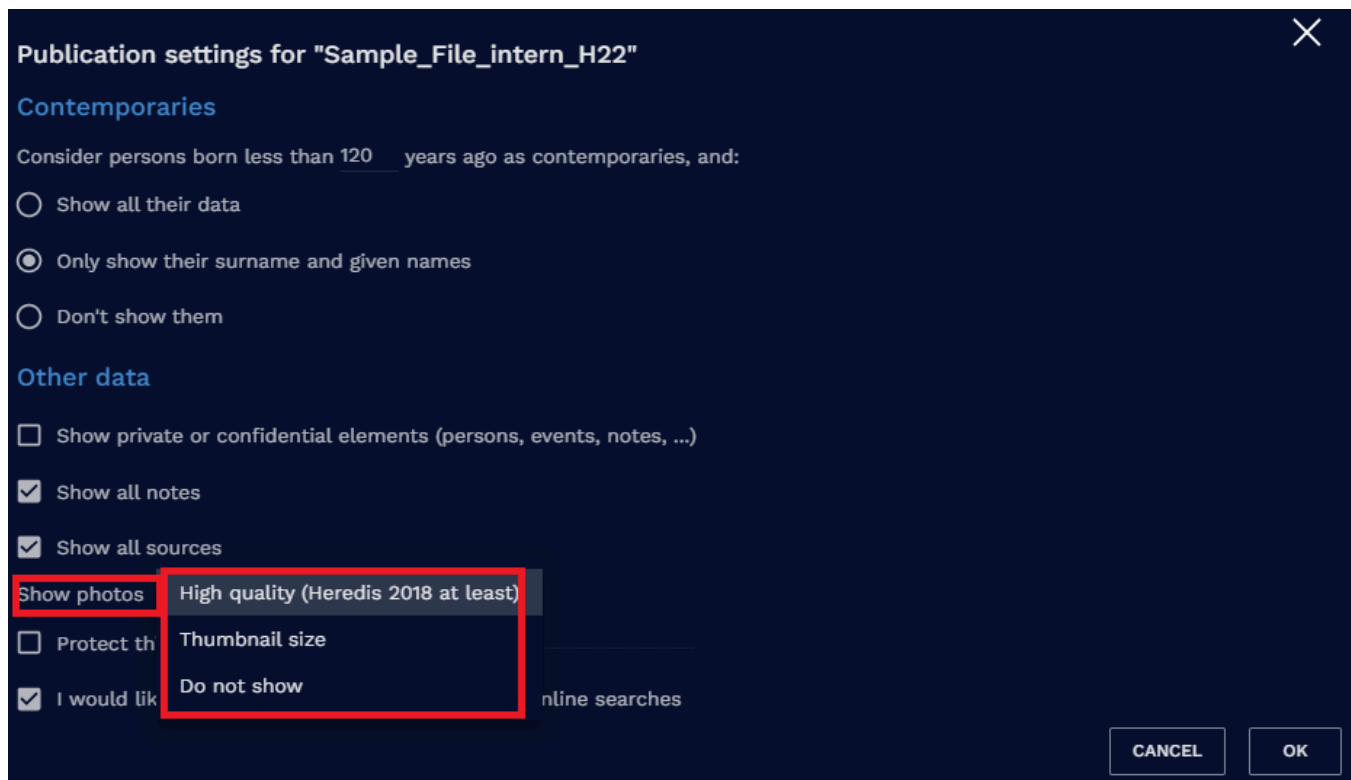 Publication settings for "Sample_File_intern_H22"
Contemporaries
Consider persons born less than 120 years ago as contemporaries, and:
Show all their data
Only show their surname and given names
Don't show them
Other data
Show private or confidential elements (persons, events, notes, ...)
Show all notes
Show all sources
Show photos High quality (Heredis 2018 at least)
Protect th Thumbnail size
Do not show
I would lik nline searches
CANCEL OK